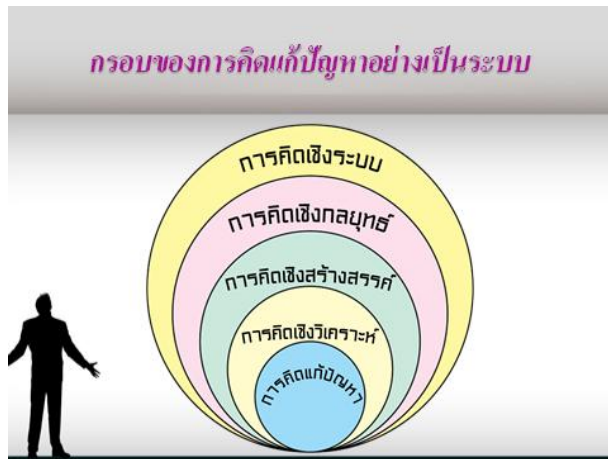 กรอบของการคิดแก้ปัญหาอย่างเป็นระบบ
การคิดเชิงระบบ
การคิดเชิงกลยุทธ์
การคิดเชิงสร้างสรรค์
การคิดเชิงวิเคราะห์
การคิดแก้ปัญหา